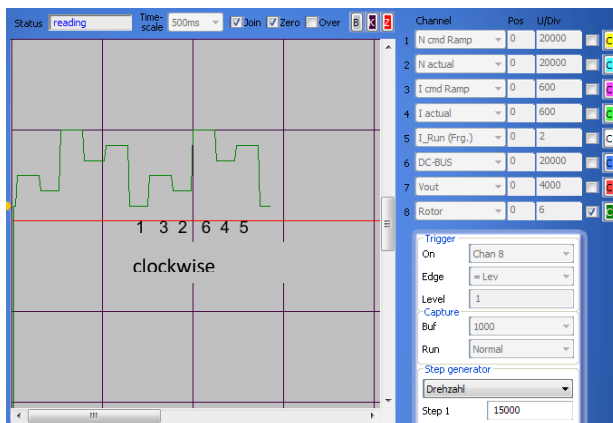 Status reading Time-scale 500ms Join Zero Over B K Z
1 3 2 6 4 5
clockwise
Channel Pos U/Div
1 N cmd Ramp 0 20000 C
2 N actual 0 20000 C
3 I cmd Ramp 0 600 C
4 I actual 0 600 C
5 I_Run (Frg.) 0 2 C
6 DC-BUS 0 20000 C
7 Vout 0 4000 C
8 Rotor 0 6 C
Trigger
On Chan 8
Edge = Lev
Level 1
Capture
Buf 1000
Run Normal
Step generator
Drehzahl
Step 1 15000